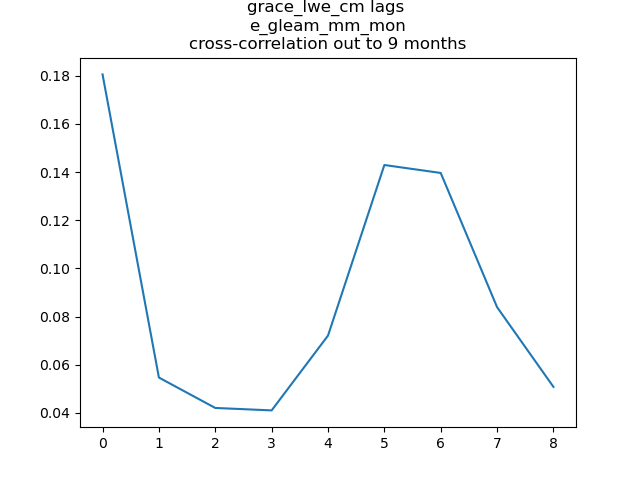 grace_lwe_cm lags
e_gleam_mm_mon
cross-correlation out to 9 months
0.18
0.16
0.14
0.12
0.10
0.08
0.06
0.04
0 1 2 3 4 5 6 7 8